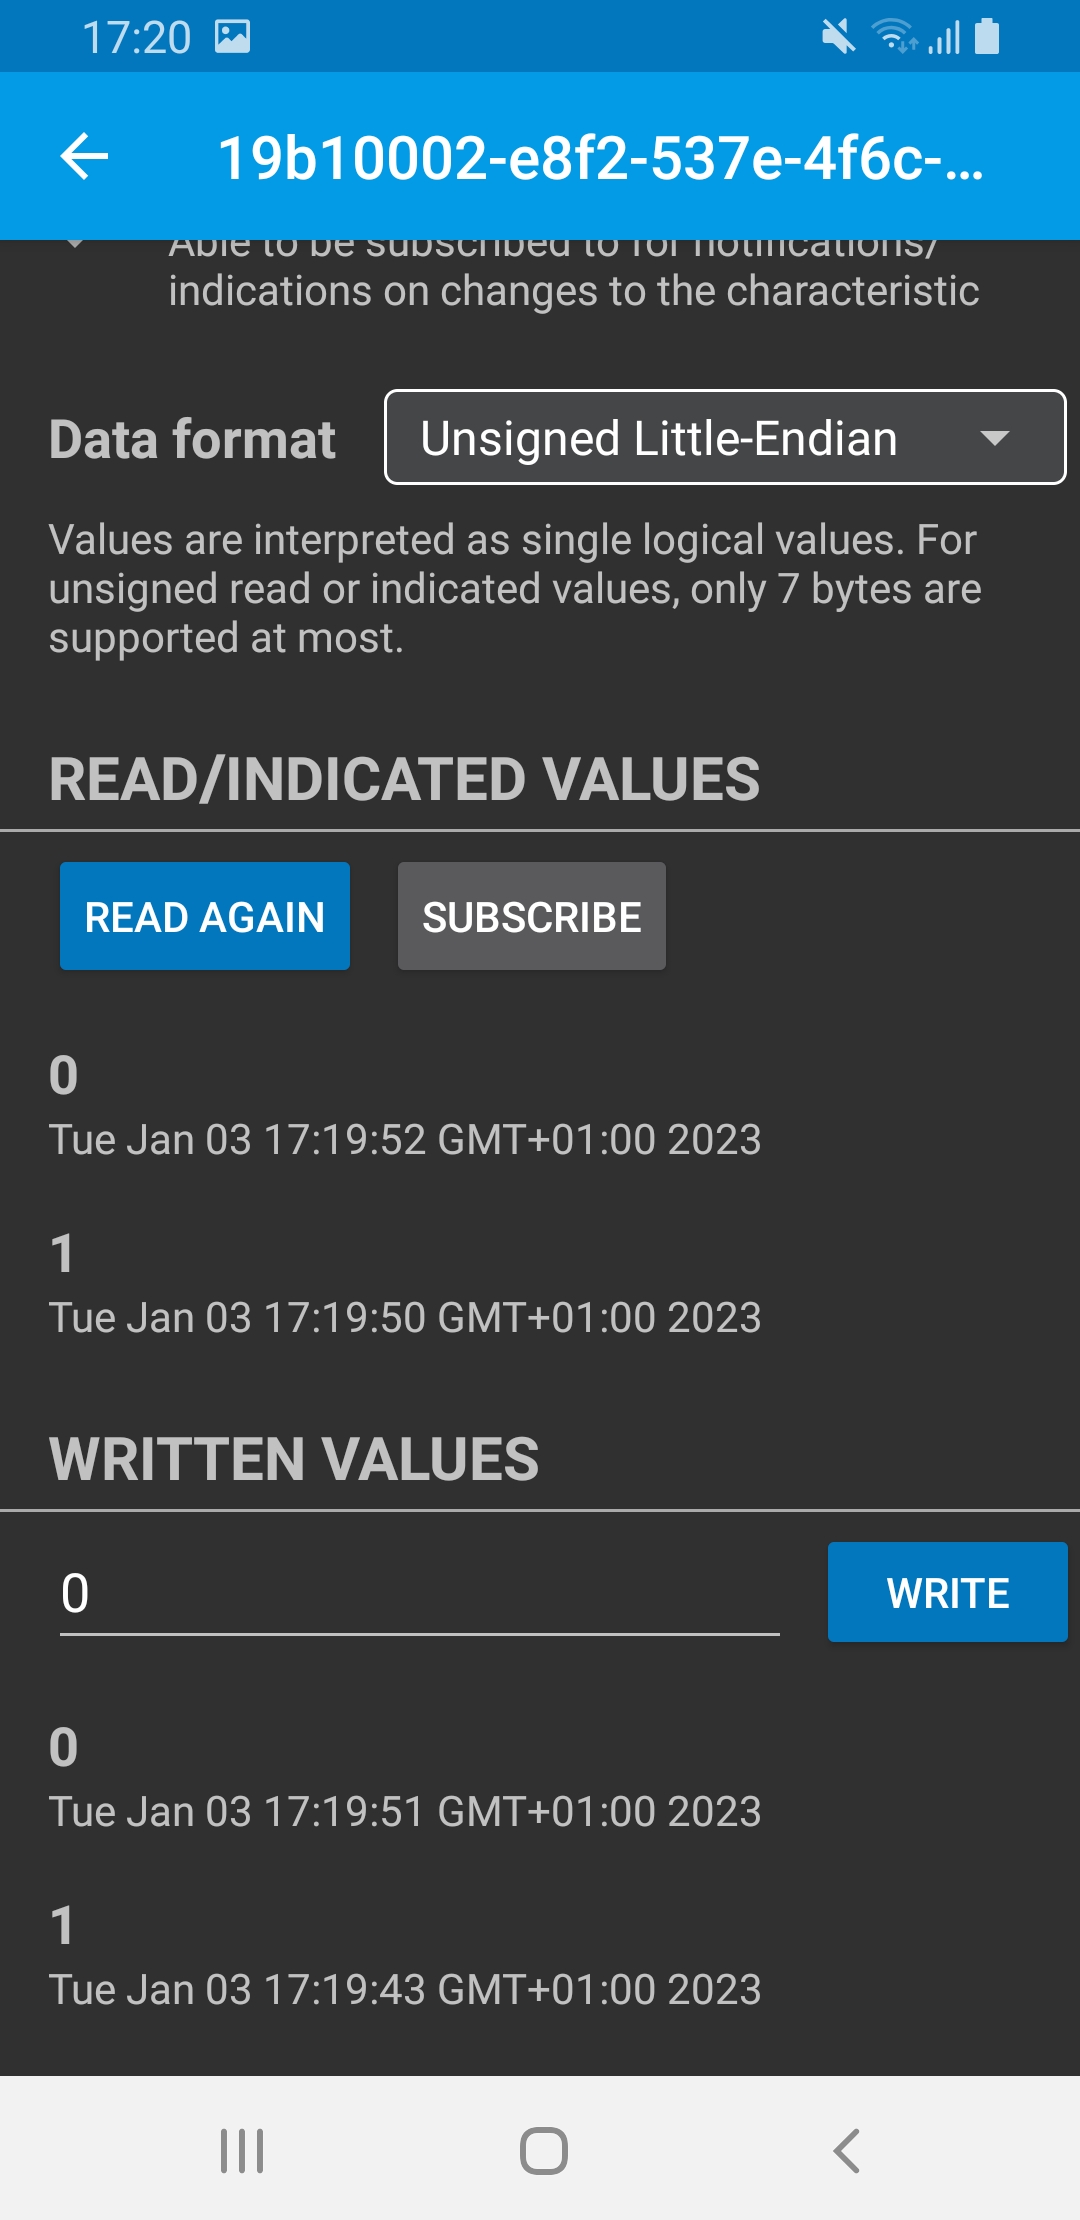 17:20
19b10002-e8f2-537e-4f6c-...
Able to be subscribed to for notifications/
indications on changes to the characteristic
Data format
Unsigned Little-Endian
Values are interpreted as single logical values. For
unsigned read or indicated values, only 7 bytes are
supported at most.
READ/INDICATED VALUES
READ AGAIN
SUBSCRIBE
0
Tue Jan 03 17:19:52 GMT+01:00 2023
1
Tue Jan 03 17:19:50 GMT+01:00 2023
WRITTEN VALUES
0
WRITE
0
Tue Jan 03 17:19:51 GMT+01:00 2023
1
Tue Jan 03 17:19:43 GMT+01:00 2023